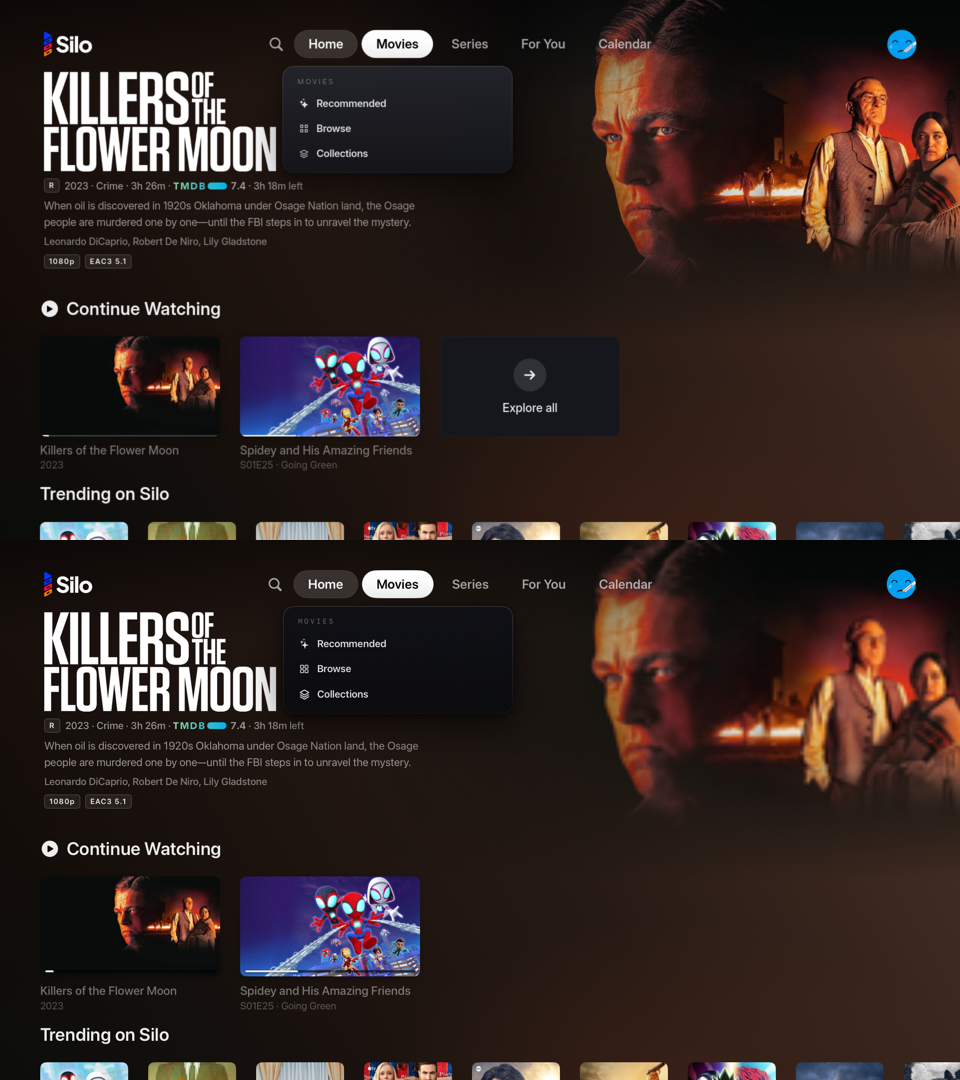 Silo
Home
Movies
Series
For You
Calendar
MOVIES
Recommended
Browse
Collections
KILLERS OF THE
FLOWER MOON
R 2023 · Crime · 3h 26m · TMDB 7.4 · 3h 18m left
When oil is discovered in 1920s Oklahoma under Osage Nation land, the Osage
people are murdered one by one—until the FBI steps in to unravel the mystery.
Leonardo DiCaprio, Robert De Niro, Lily Gladstone
1080p EAC3 5.1
Continue Watching
Explore all
Killers of the Flower Moon
2023
Spidey and His Amazing Friends
S01E25 · Going Green
Trending on Silo
Silo
Home
Movies
Series
For You
Calendar
MOVIES
Recommended
Browse
Collections
KILLERS OF THE
FLOWER MOON
R 2023 · Crime · 3h 26m · TMDB 7.4 · 3h 18m left
When oil is discovered in 1920s Oklahoma under Osage Nation land, the Osage
people are murdered one by one—until the FBI steps in to unravel the mystery.
Leonardo DiCaprio, Robert De Niro, Lily Gladstone
1080p EAC3 5.1
Continue Watching
Killers of the Flower Moon
2023
Spidey and His Amazing Friends
S01E25 · Going Green
Trending on Silo